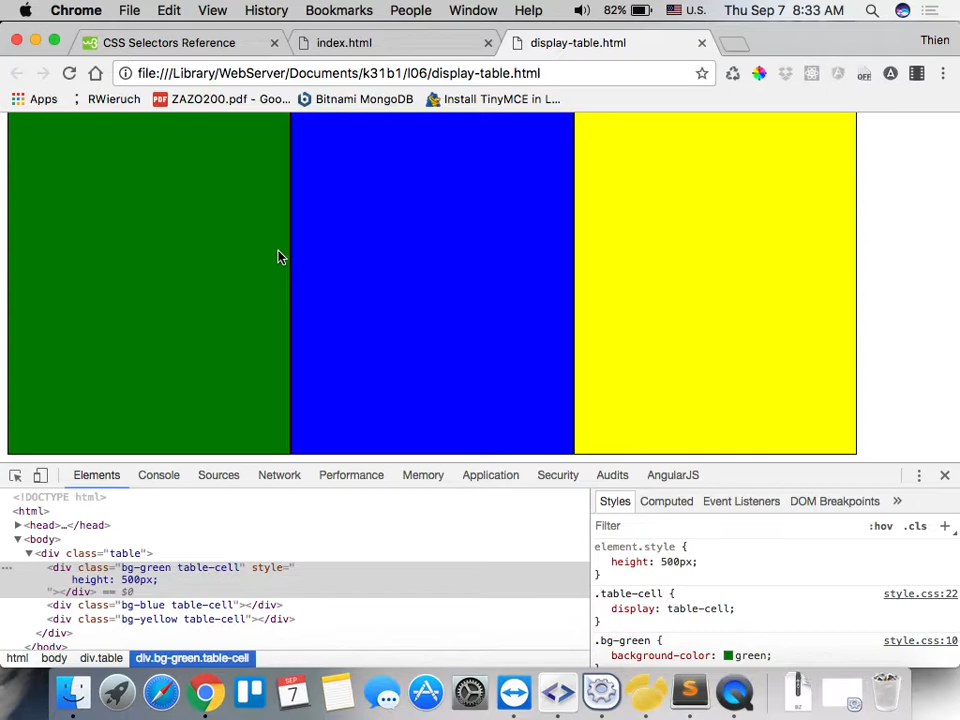 Chrome File Edit View History Bookmarks People Window Help 82% U.S. Thu Sep 7 8:33 AM
CSS Selectors Reference index.html display-table.html Thien
file:///Library/WebServer/Documents/k31b1/l06/display-table.html
Apps RWieruch ZAZO200.pdf - Goo... Bitnami MongoDB Install TinyMCE in L...
Elements Console Sources Network Performance Memory Application Security Audits AngularJS
<!DOCTYPE html>
<html>
<head>…</head>
<body>
<div class="table">
<div class="bg-green table-cell" style="
height: 500px;
"></div> == $0
<div class="bg-blue table-cell"></div>
<div class="bg-yellow table-cell"></div>
</div>
</body>
html body div.table div.bg-green.table-cell
Styles Computed Event Listeners DOM Breakpoints »
Filter :hov .cls +
element.style {
height: 500px;
}
.table-cell { style.css:22
display: table-cell;
}
.bg-green { style.css:10
background-color: green;
SEP
7